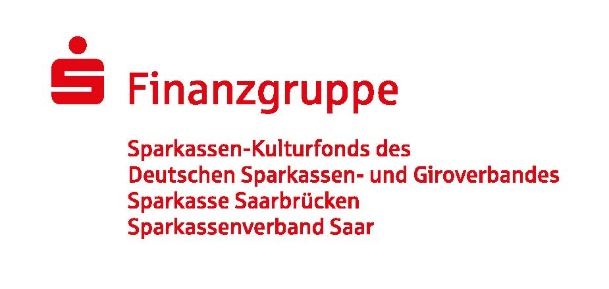 Finanzgruppe
Sparkassen-Kulturfonds des
Deutschen Sparkassen- und Giroverbandes
Sparkasse Saarbrücken
Sparkassenverband Saar